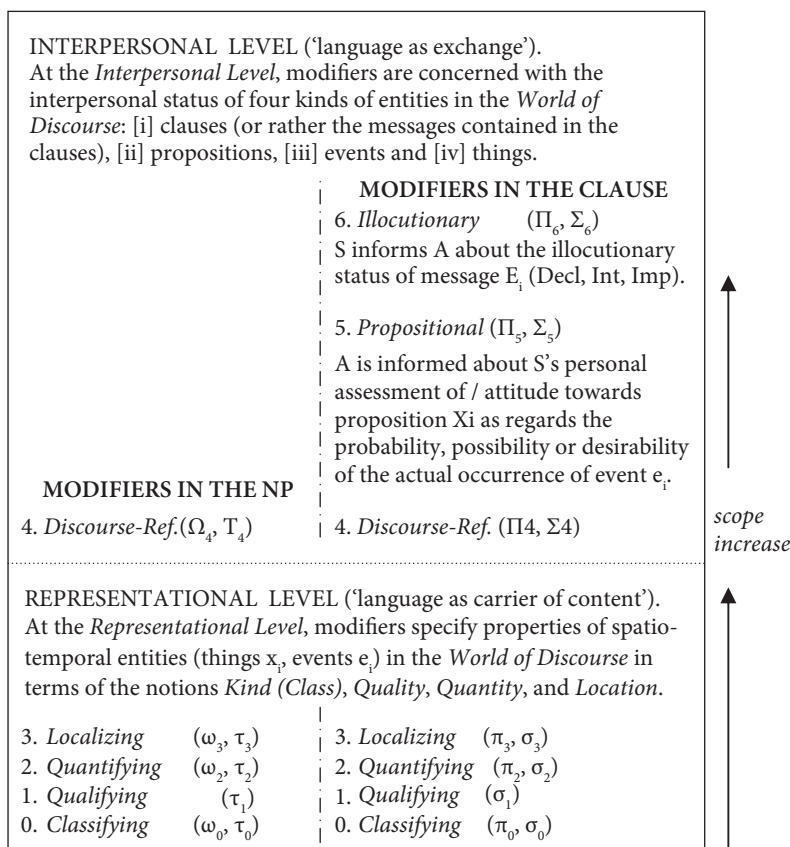 INTERPERSONAL LEVEL (‘language as exchange’).
At the Interpersonal Level, modifiers are concerned with the
interpersonal status of four kinds of entities in the World of
Discourse: [i] clauses (or rather the messages contained in the
clauses), [ii] propositions, [iii] events and [iv] things.
MODIFIERS IN THE CLAUSE
6. Illocutionary (Π₆, Σ₆)
S informs A about the illocutionary
status of message Eᵢ (Decl, Int, Imp).
5. Propositional (Π₅, Σ₅)
A is informed about S’s personal
assessment of / attitude towards
proposition Xi as regards the
probability, possibility or desirability
of the actual occurrence of event eᵢ.
MODIFIERS IN THE NP
4. Discourse-Ref.(Ω₄, Τ₄)
4. Discourse-Ref. (Π4, Σ4)
scope
increase
REPRESENTATIONAL LEVEL (‘language as carrier of content’).
At the Representational Level, modifiers specify properties of spatio-
temporal entities (things xᵢ, events eᵢ) in the World of Discourse in
terms of the notions Kind (Class), Quality, Quantity, and Location.
3. Localizing (ω₃, τ₃)
2. Quantifying (ω₂, τ₂)
1. Qualifying (τ₁)
0. Classifying (ω₀, τ₀)
3. Localizing (π₃, σ₃)
2. Quantifying (π₂, σ₂)
1. Qualifying (σ₁)
0. Classifying (π₀, σ₀)